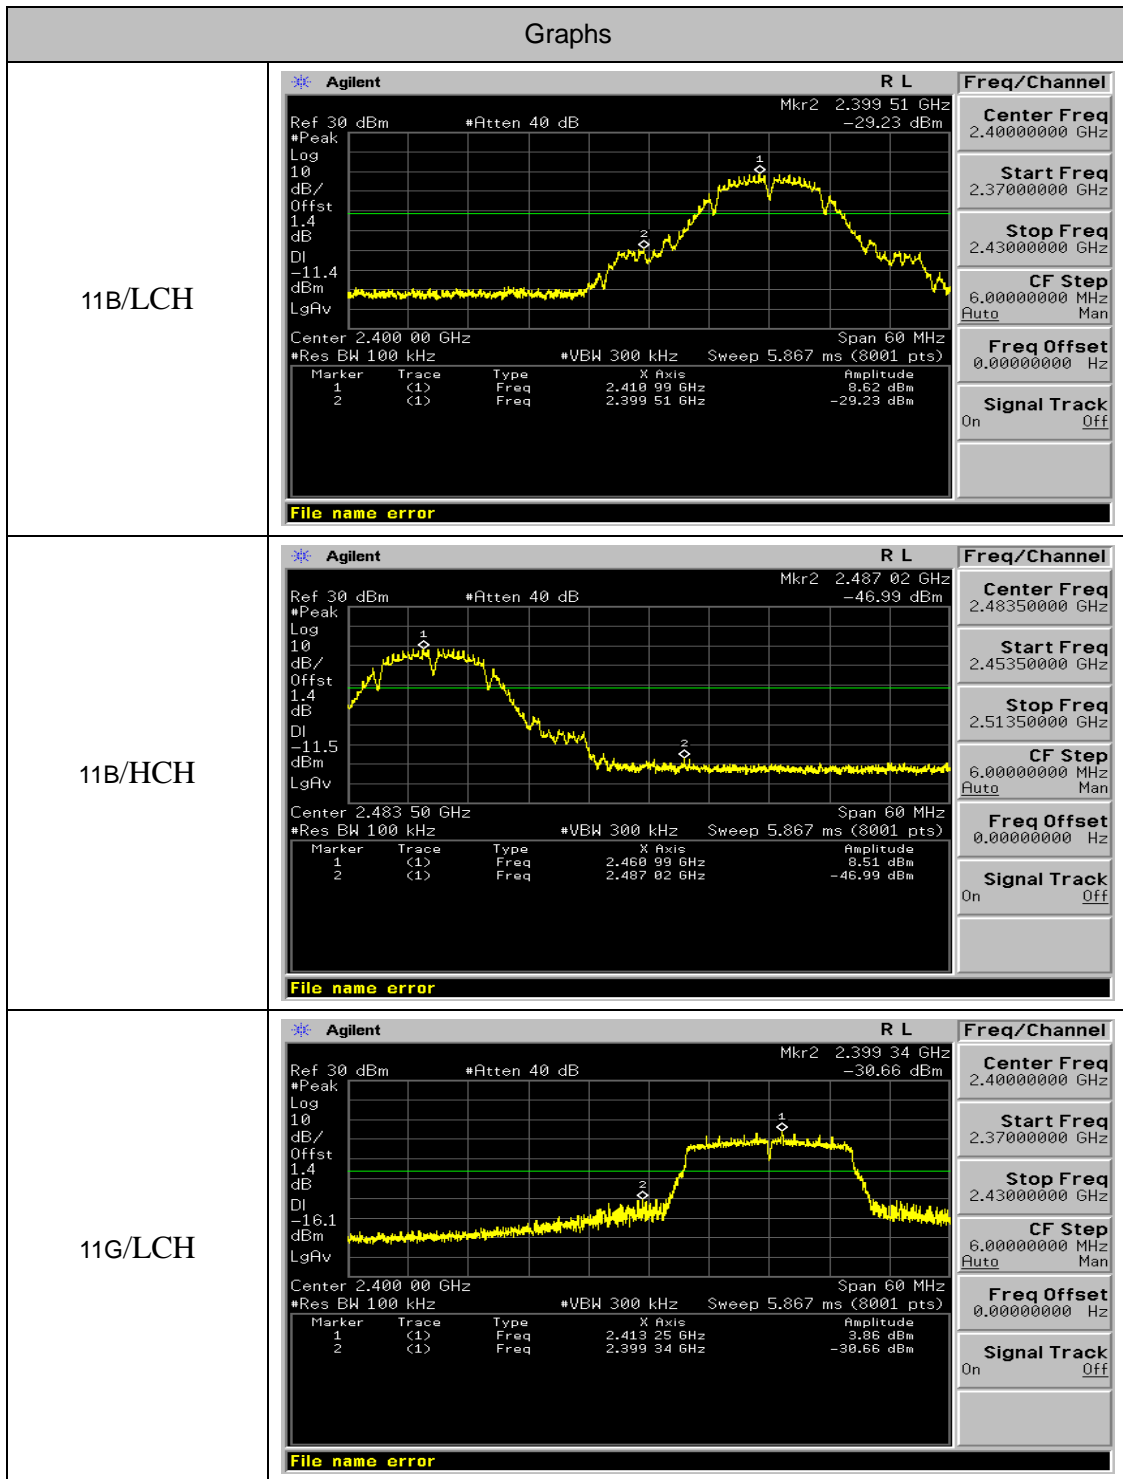 Graphs
11B/LCH
Agilent R L Freq/Channel
Mkr2 2.399 51 GHz
Ref 30 dBm #Atten 40 dB -29.23 dBm
#Peak
Log
10
dB/
Offst
1.4
dB
DI
-11.4
dBm
LgAv
Center 2.400 00 GHz Span 60 MHz
#Res BW 100 kHz #VBW 300 kHz Sweep 5.867 ms (8001 pts)
Marker Trace Type X Axis Amplitude
1 (1) Freq 2.410 99 GHz 8.62 dBm
2 (1) Freq 2.399 51 GHz -29.23 dBm
1
2
File name error
Center Freq
2.40000000 GHz
Start Freq
2.37000000 GHz
Stop Freq
2.43000000 GHz
CF Step
6.00000000 MHz
Auto Man
Freq Offset
0.00000000 Hz
Signal Track
On Off
11B/HCH
Agilent R L Freq/Channel
Mkr2 2.487 02 GHz
Ref 30 dBm #Atten 40 dB -46.99 dBm
#Peak
Log
10
dB/
Offst
1.4
dB
DI
-11.5
dBm
LgAv
Center 2.483 50 GHz Span 60 MHz
#Res BW 100 kHz #VBW 300 kHz Sweep 5.867 ms (8001 pts)
Marker Trace Type X Axis Amplitude
1 (1) Freq 2.460 99 GHz 8.51 dBm
2 (1) Freq 2.487 02 GHz -46.99 dBm
1
2
File name error
Center Freq
2.48350000 GHz
Start Freq
2.45350000 GHz
Stop Freq
2.51350000 GHz
CF Step
6.00000000 MHz
Auto Man
Freq Offset
0.00000000 Hz
Signal Track
On Off
11G/LCH
Agilent R L Freq/Channel
Mkr2 2.399 34 GHz
Ref 30 dBm #Atten 40 dB -30.66 dBm
#Peak
Log
10
dB/
Offst
1.4
dB
DI
-16.1
dBm
LgAv
Center 2.400 00 GHz Span 60 MHz
#Res BW 100 kHz #VBW 300 kHz Sweep 5.867 ms (8001 pts)
Marker Trace Type X Axis Amplitude
1 (1) Freq 2.413 25 GHz 3.86 dBm
2 (1) Freq 2.399 34 GHz -30.66 dBm
1
2
File name error
Center Freq
2.40000000 GHz
Start Freq
2.37000000 GHz
Stop Freq
2.43000000 GHz
CF Step
6.00000000 MHz
Auto Man
Freq Offset
0.00000000 Hz
Signal Track
On Off